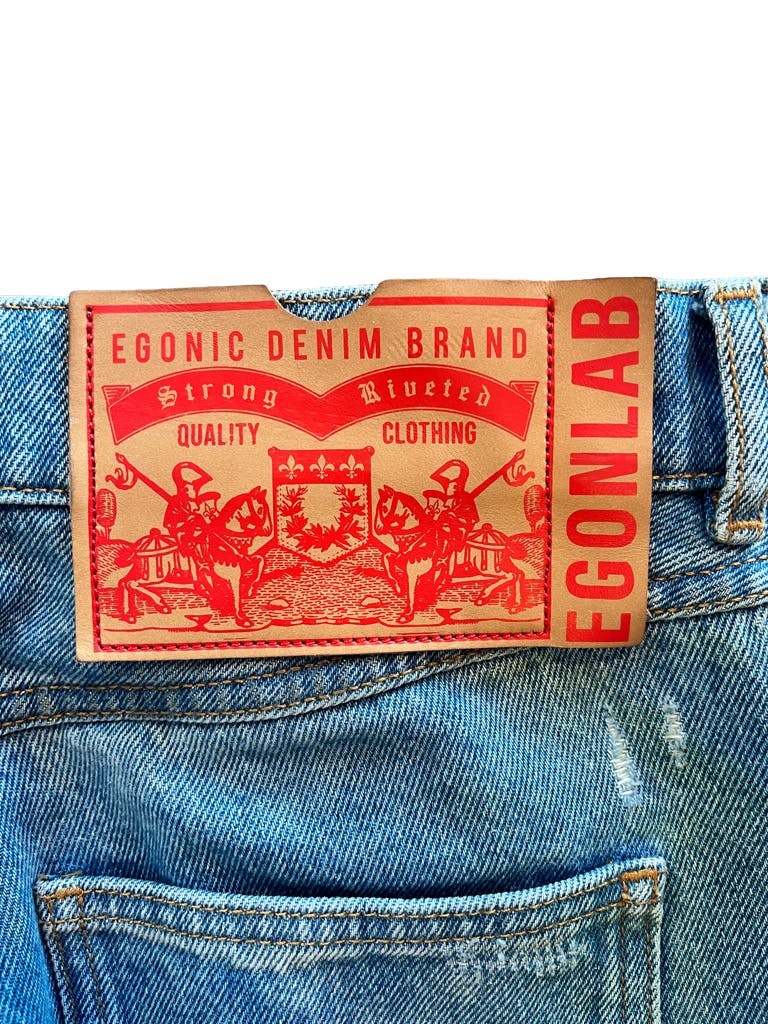 EGONIC DENIM BRAND
Strong Riveted
QUALITY CLOTHING
EGONLAB